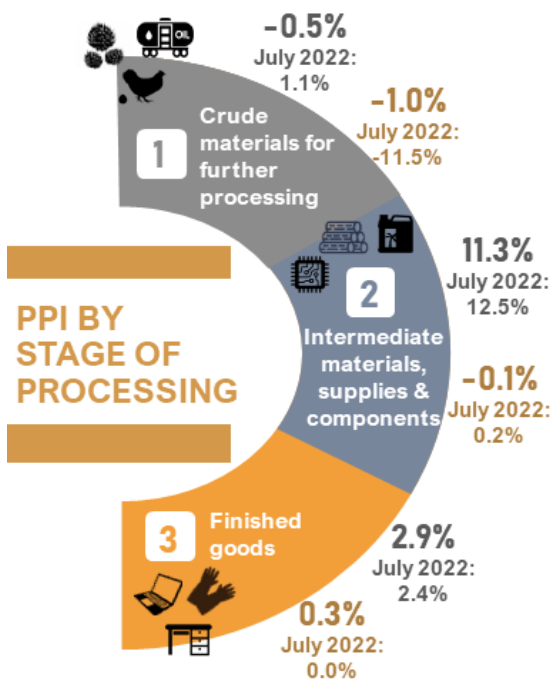 -0.5%
July 2022:
1.1%
-1.0%
July 2022:
-11.5%
OIL
1
Crude
materials for
further
processing
11.3%
July 2022:
12.5%
2
Intermediate
materials,
supplies &
components
-0.1%
July 2022:
0.2%
PPI BY
STAGE OF
PROCESSING
3
Finished
goods
2.9%
July 2022:
2.4%
0.3%
July 2022:
0.0%